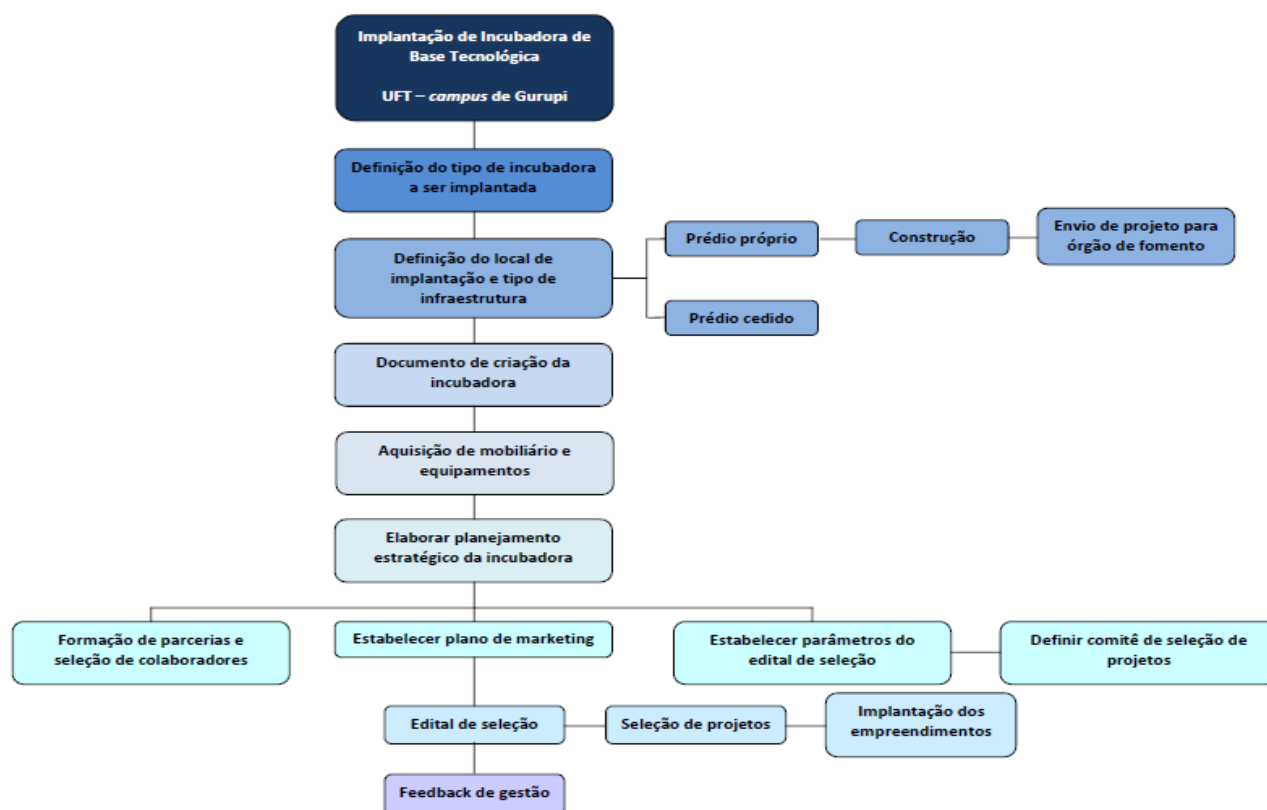 Implantação de Incubadora de
Base Tecnológica
UFT – campus de Gurupi
Definição do tipo de incubadora
a ser implantada
Definição do local de
implantação e tipo de
infraestrutura
Prédio próprio
Construção
Envio de projeto para
órgão de fomento
Prédio cedido
Documento de criação da
incubadora
Aquisição de mobiliário e
equipamentos
Elaborar planejamento
estratégico da incubadora
Formação de parcerias e
seleção de colaboradores
Estabelecer plano de marketing
Estabelecer parâmetros do
edital de seleção
Definir comitê de seleção de
projetos
Edital de seleção
Seleção de projetos
Implantação dos
empreendimentos
Feedback de gestão